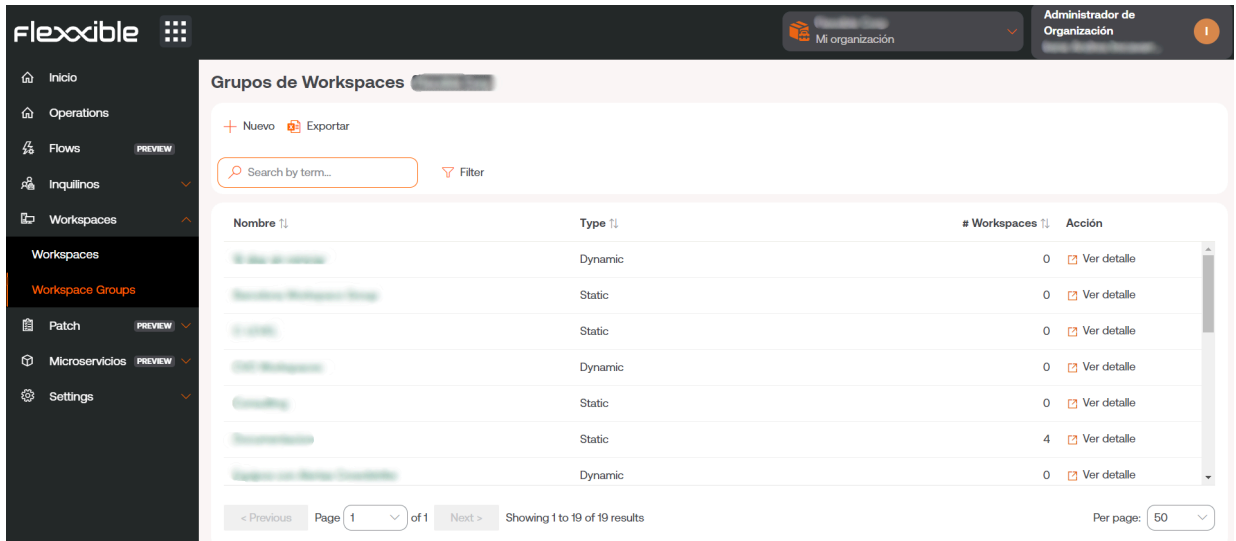 Flexxible
Mi organización
Administrador de
Organización
I
Inicio
Operations
Flows PREVIEW
Inquilinos
Workspaces
Workspaces
Workspace Groups
Patch PREVIEW
Microservicios PREVIEW
Settings
Grupos de Workspaces
Nuevo Exportar
Search by term... Filter
Nombre Type # Workspaces Acción
Dynamic 0 Ver detalle
Static 0 Ver detalle
Static 0 Ver detalle
Dynamic 0 Ver detalle
Static 0 Ver detalle
Static 4 Ver detalle
Dynamic 0 Ver detalle
< Previous Page 1 of 1 Next > Showing 1 to 19 of 19 results Per page: 50